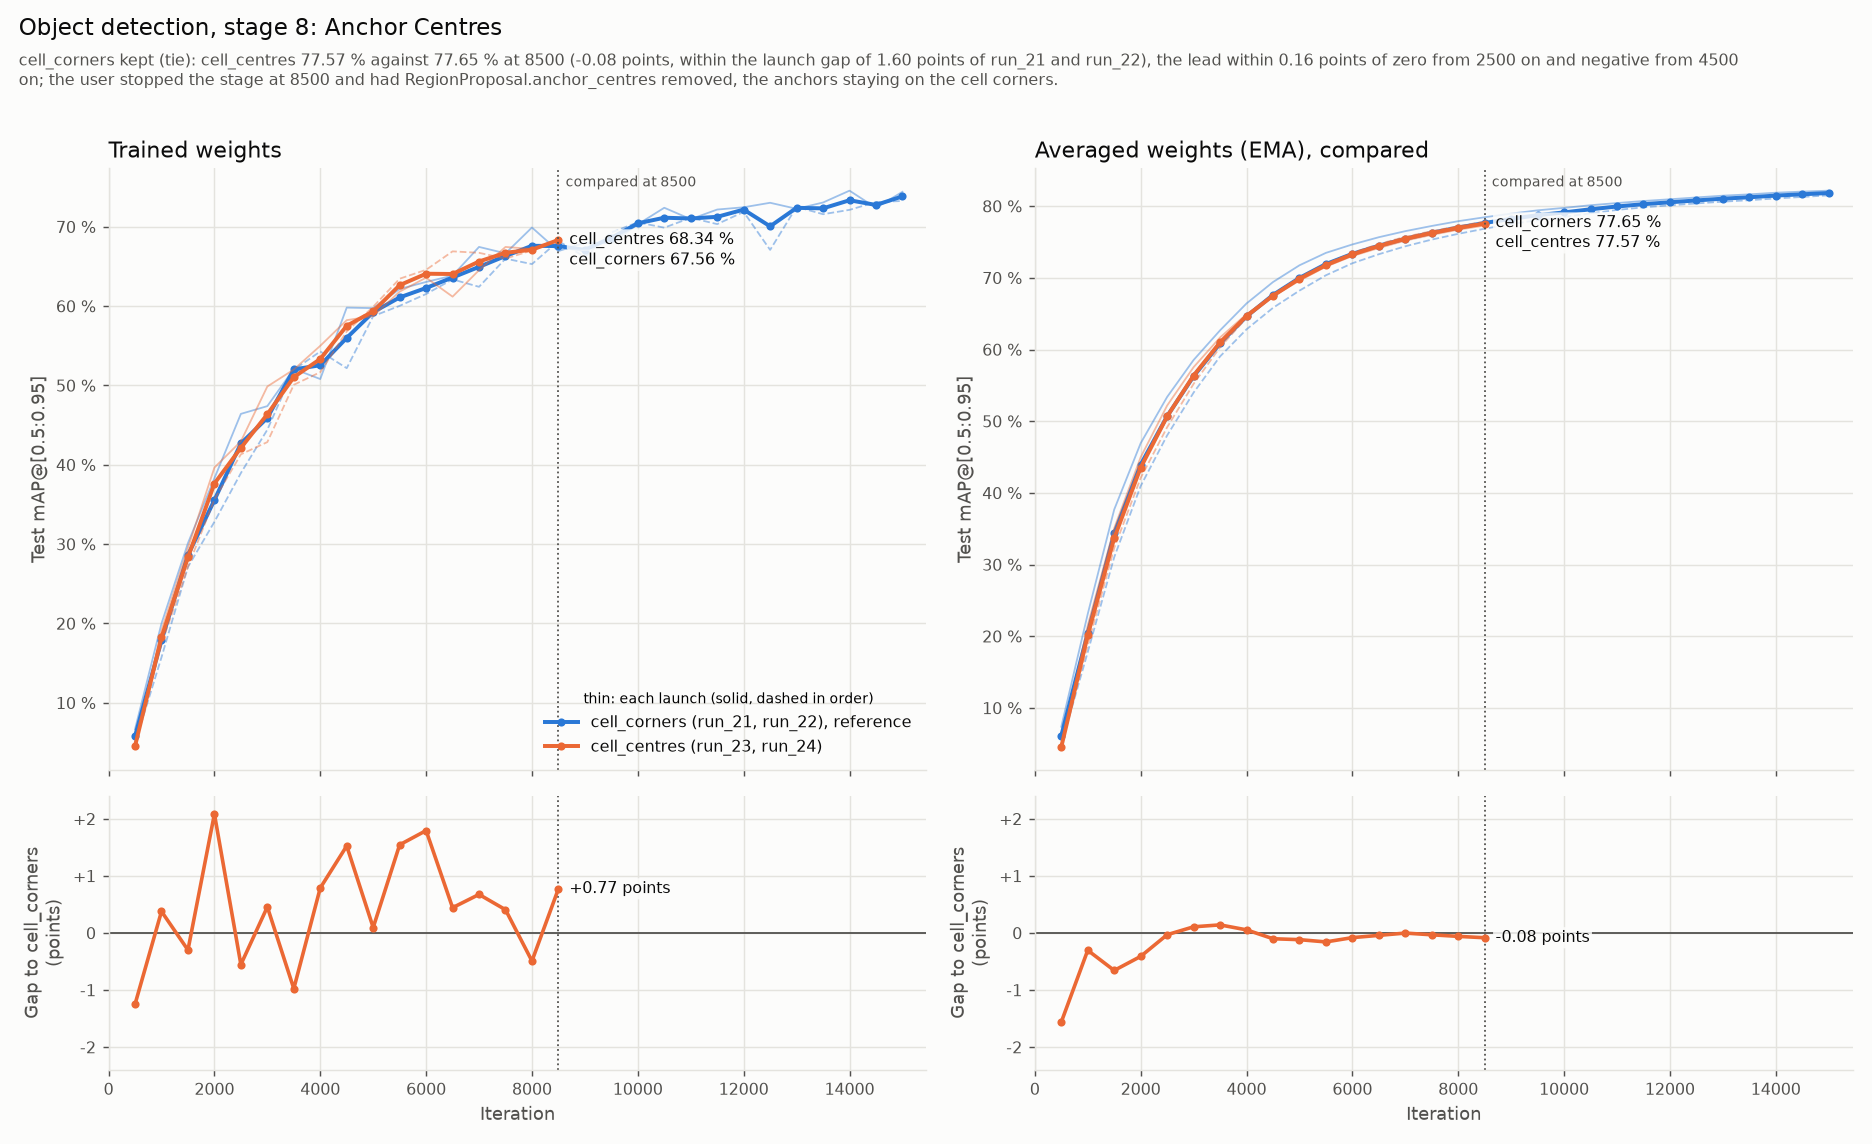 Object detection, stage 8: Anchor Centres
cell_corners kept (tie): cell_centres 77.57 % against 77.65 % at 8500 (-0.08 points, within the launch gap of 1.60 points of run_21 and run_22), the lead within 0.16 points of zero from 2500 on and negative from 4500
on; the user stopped the stage at 8500 and had RegionProposal.anchor_centres removed, the anchors staying on the cell corners.
Trained weights
compared at 8500
70 %
60 %
50 %
40 %
30 %
20 %
10 %
Test mAP@[0.5:0.95]
cell_centres 68.34 %
cell_corners 67.56 %
thin: each launch (solid, dashed in order)
cell_corners (run_21, run_22), reference
cell_centres (run_23, run_24)
Averaged weights (EMA), compared
compared at 8500
80 %
70 %
60 %
50 %
40 %
30 %
20 %
10 %
Test mAP@[0.5:0.95]
cell_corners 77.65 %
cell_centres 77.57 %
+2
+1
0
-1
-2
Gap to cell_corners
(points)
+0.77 points
0 2000 4000 6000 8000 10000 12000 14000
Iteration
+2
+1
0
-1
-2
Gap to cell_corners
(points)
-0.08 points
0 2000 4000 6000 8000 10000 12000 14000
Iteration